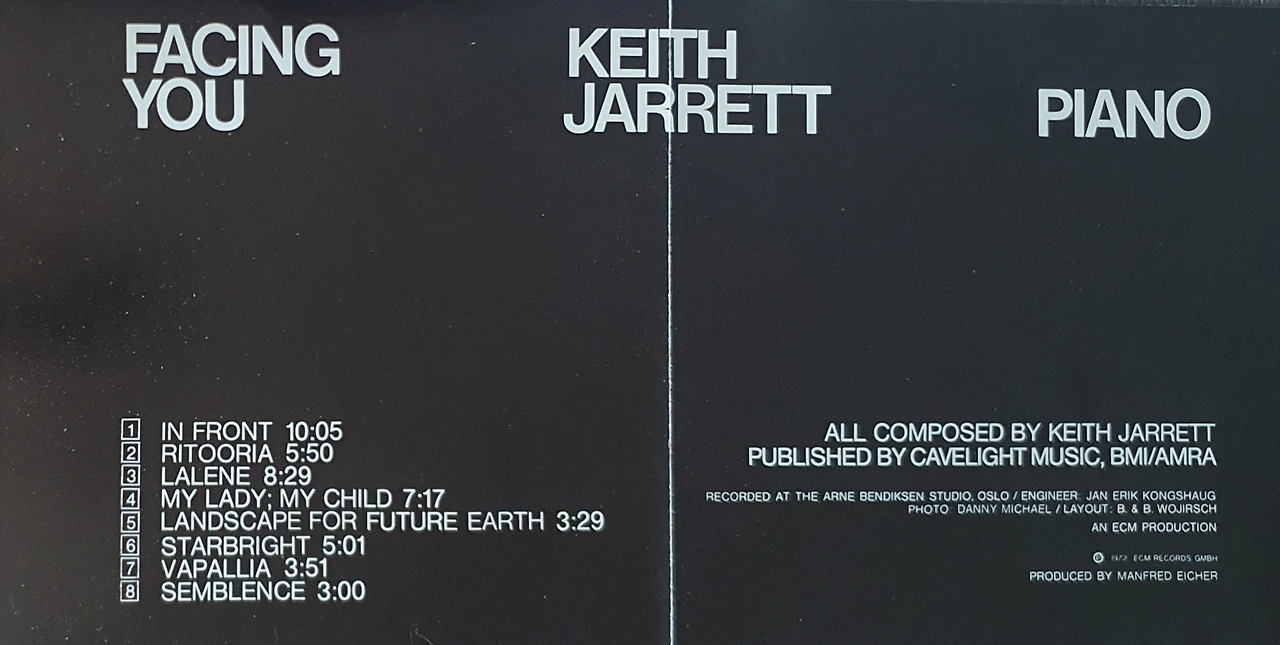 FACING
YOU
KEITH
JARRETT
PIANO
1 IN FRONT 10:05
2 RITOORIA 5:50
3 LALENE 8:29
4 MY LADY; MY CHILD 7:17
5 LANDSCAPE FOR FUTURE EARTH 3:29
6 STARBRIGHT 5:01
7 VAPALLIA 3:51
8 SEMBLENCE 3:00
ALL COMPOSED BY KEITH JARRETT
PUBLISHED BY CAVELIGHT MUSIC, BMI/AMRA
RECORDED AT THE ARNE BENDIKSEN STUDIO, OSLO / ENGINEER: JAN ERIK KONGSHAUG
PHOTO: DANNY MICHAEL / LAYOUT: B. & B. WOJIRSCH
AN ECM PRODUCTION
℗ 1972 ECM RECORDS GMBH
PRODUCED BY MANFRED EICHER